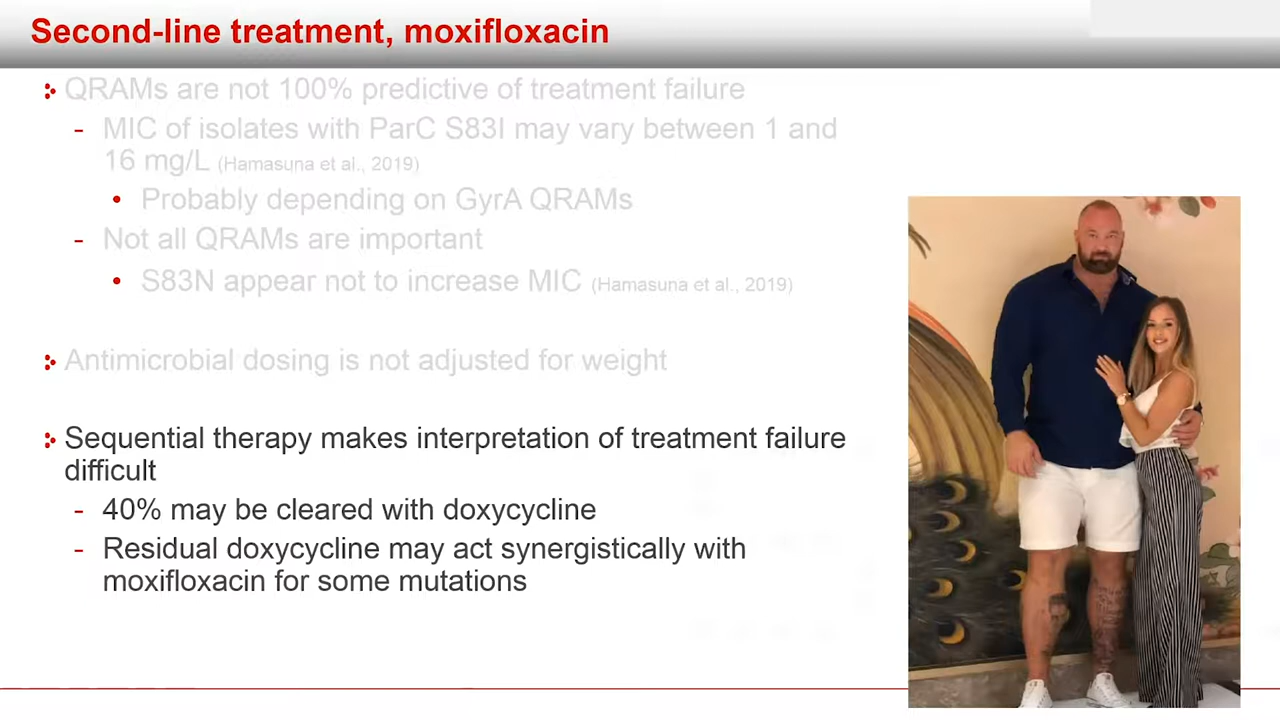 Second-line treatment, moxifloxacin
QRAMs are not 100% predictive of treatment failure
- MIC of isolates with ParC S83I may vary between 1 and
16 mg/L (Hamasuna et al., 2019)
• Probably depending on GyrA QRAMs
- Not all QRAMs are important
• S83N appear not to increase MIC (Hamasuna et al., 2019)
Antimicrobial dosing is not adjusted for weight
Sequential therapy makes interpretation of treatment failure
difficult
- 40% may be cleared with doxycycline
- Residual doxycycline may act synergistically with
moxifloxacin for some mutations